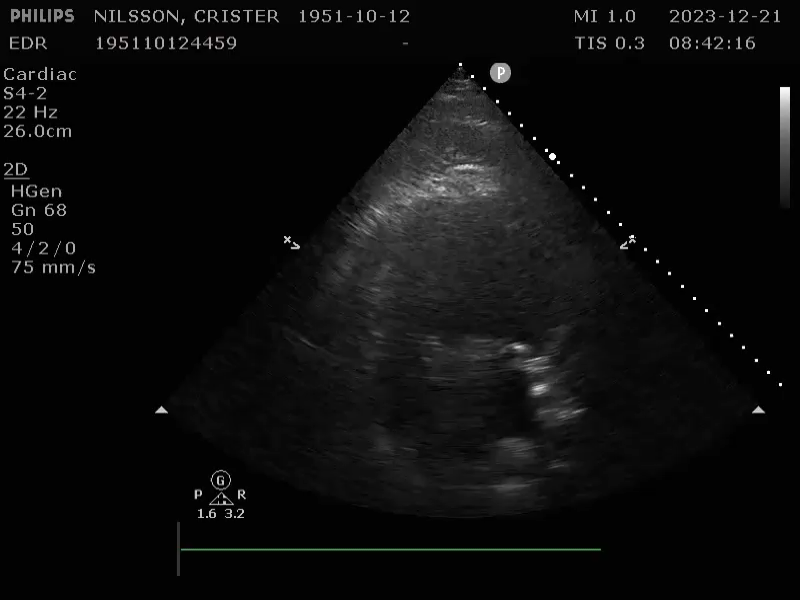 PHILIPS NILSSON, CRISTER 1951-10-12 MI 1.0 2023-12-21
EDR 195110124459 - TIS 0.3 08:42:16
Cardiac
S4-2
22 Hz
26.0cm
2D
HGen
Gn 68
50
4/2/0
75 mm/s
P
G
P R
1.6 3.2